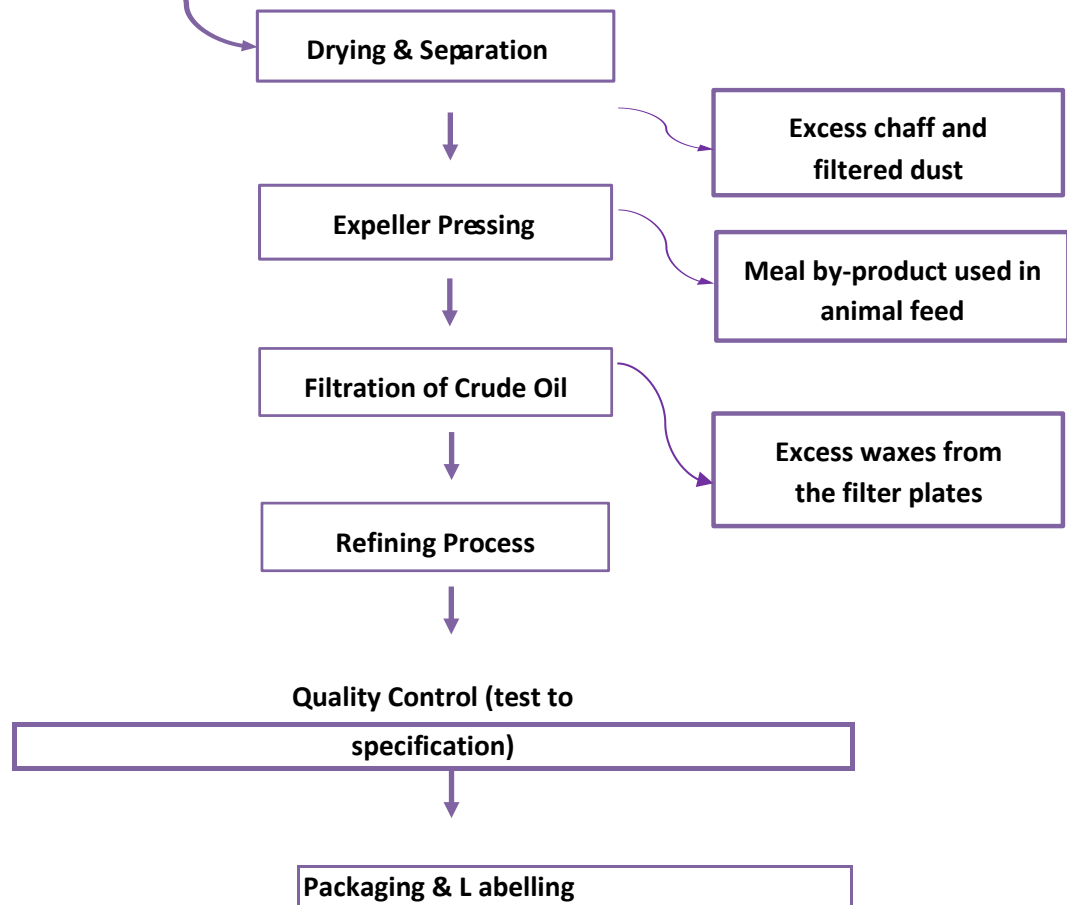 Drying & Separation
Excess chaff and
filtered dust
Expeller Pressing
Meal by-product used in
animal feed
Filtration of Crude Oil
Excess waxes from
the filter plates
Refining Process
Quality Control (test to
specification)
Packaging & L abelling